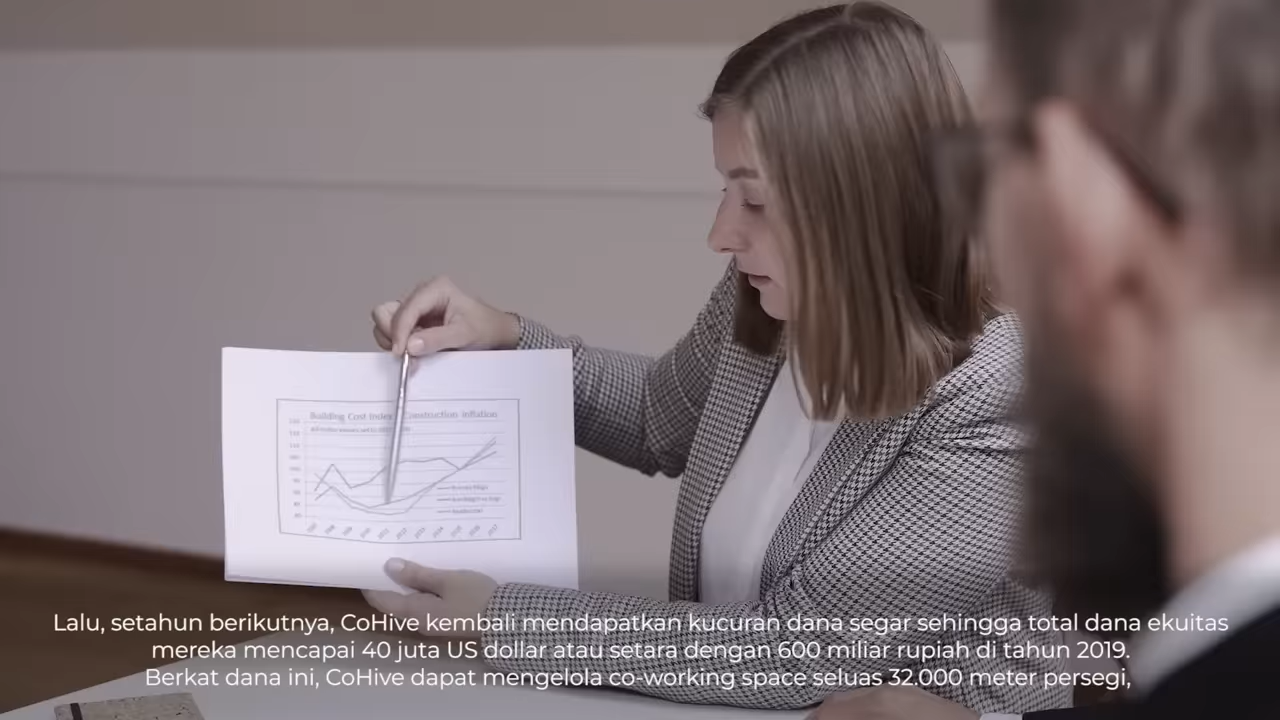 Building Cost Index Construction Inflation
Lalu, setahun berikutnya, CoHive kembali mendapatkan kucuran dana segar sehingga total dana ekuitas
mereka mencapai 40 juta US dollar atau setara dengan 600 miliar rupiah di tahun 2019.
Berkat dana ini, CoHive dapat mengelola co-working space seluas 32.000 meter persegi,